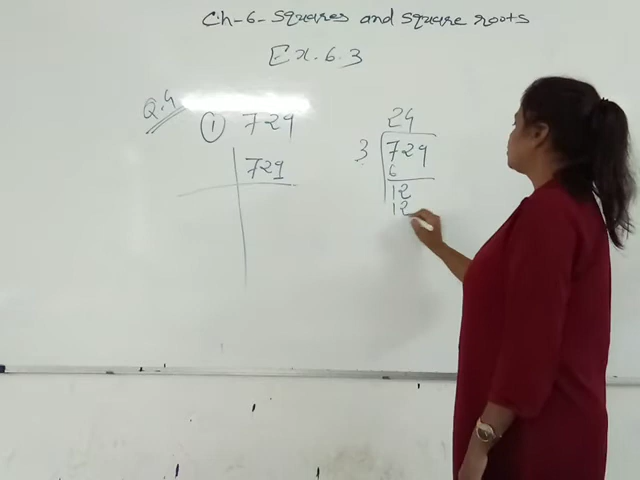 Ch-6-Squares and square roots
Ex.6.3
Q.4
① 729
729
24
3 729
6
12
12